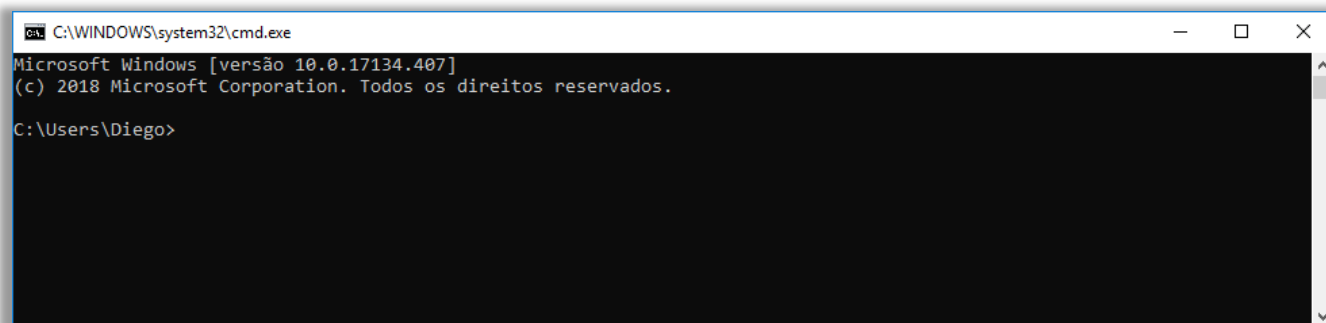 C:\WINDOWS\system32\cmd.exe
Microsoft Windows [versão 10.0.17134.407]
(c) 2018 Microsoft Corporation. Todos os direitos reservados.
C:\Users\Diego>